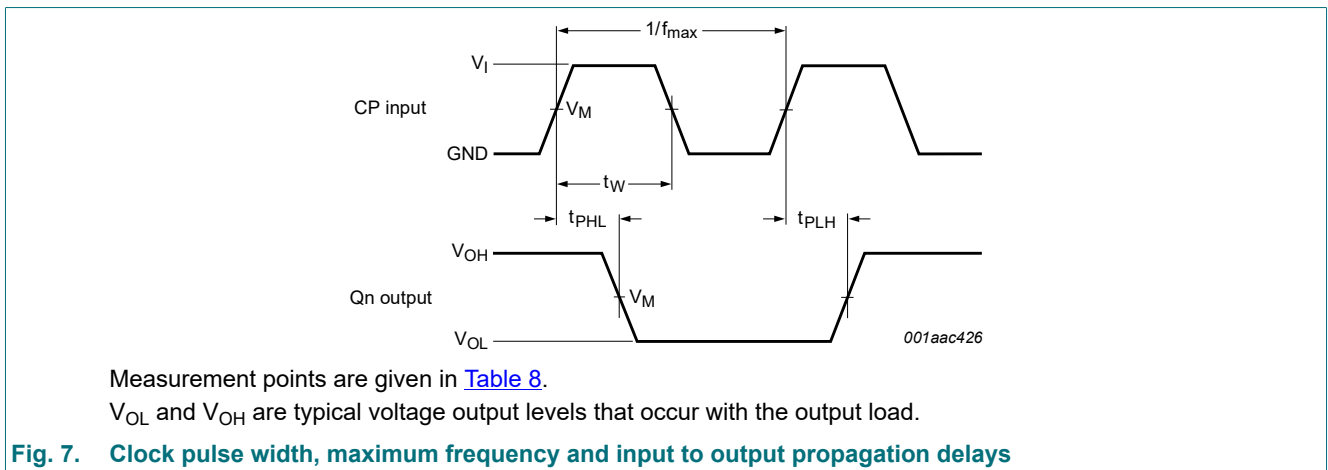 1/fmax
VI
CP input
VM
GND
tW
tPHL
tPLH
VOH
Qn output
VM
VOL
001aac426
Measurement points are given in Table 8.
VOL and VOH are typical voltage output levels that occur with the output load.
Fig. 7. Clock pulse width, maximum frequency and input to output propagation delays